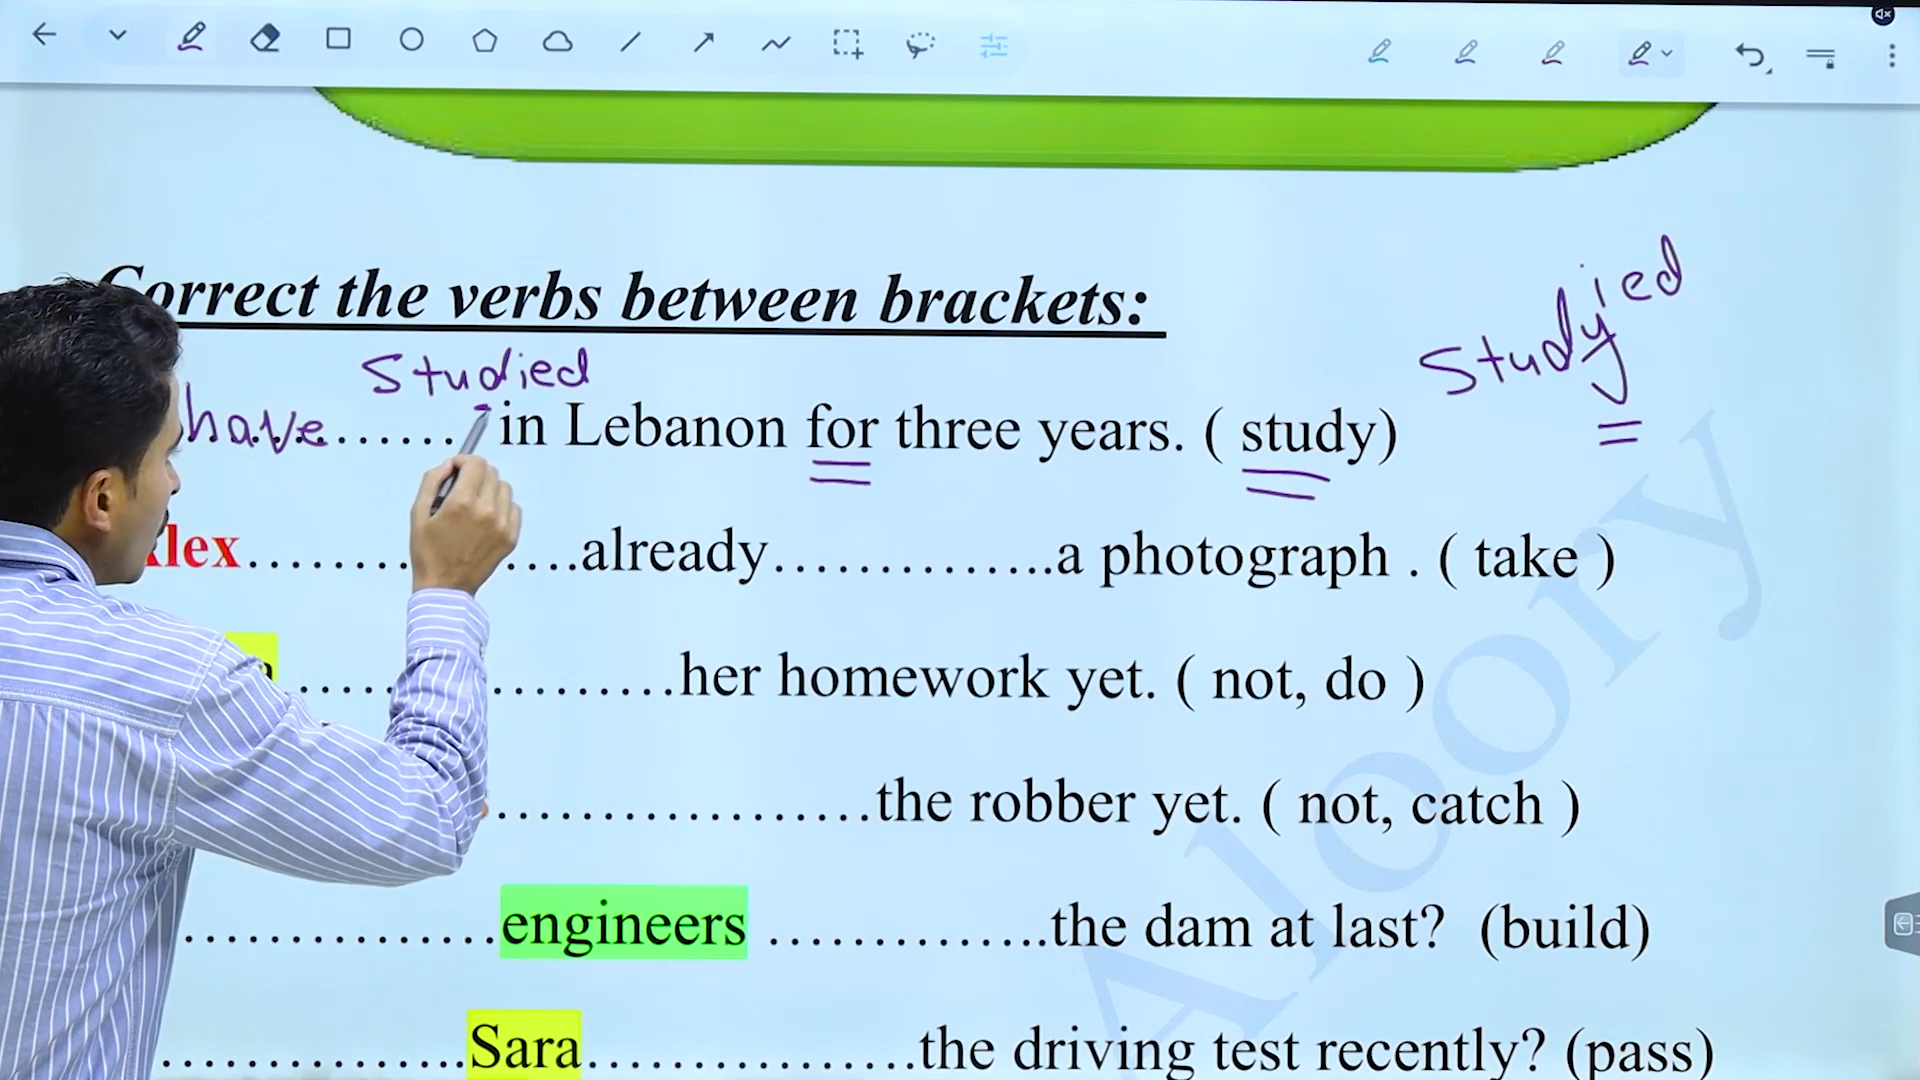 Correct the verbs between brackets:
studyied
studied
have............in Lebanon for three years. ( study)
Alex....................already..............a photograph . ( take )
....................her homework yet. ( not, do )
...................the robber yet. ( not, catch )
................engineers ..............the dam at last? (build)
................Sara.................the driving test recently? (pass)
Aloory